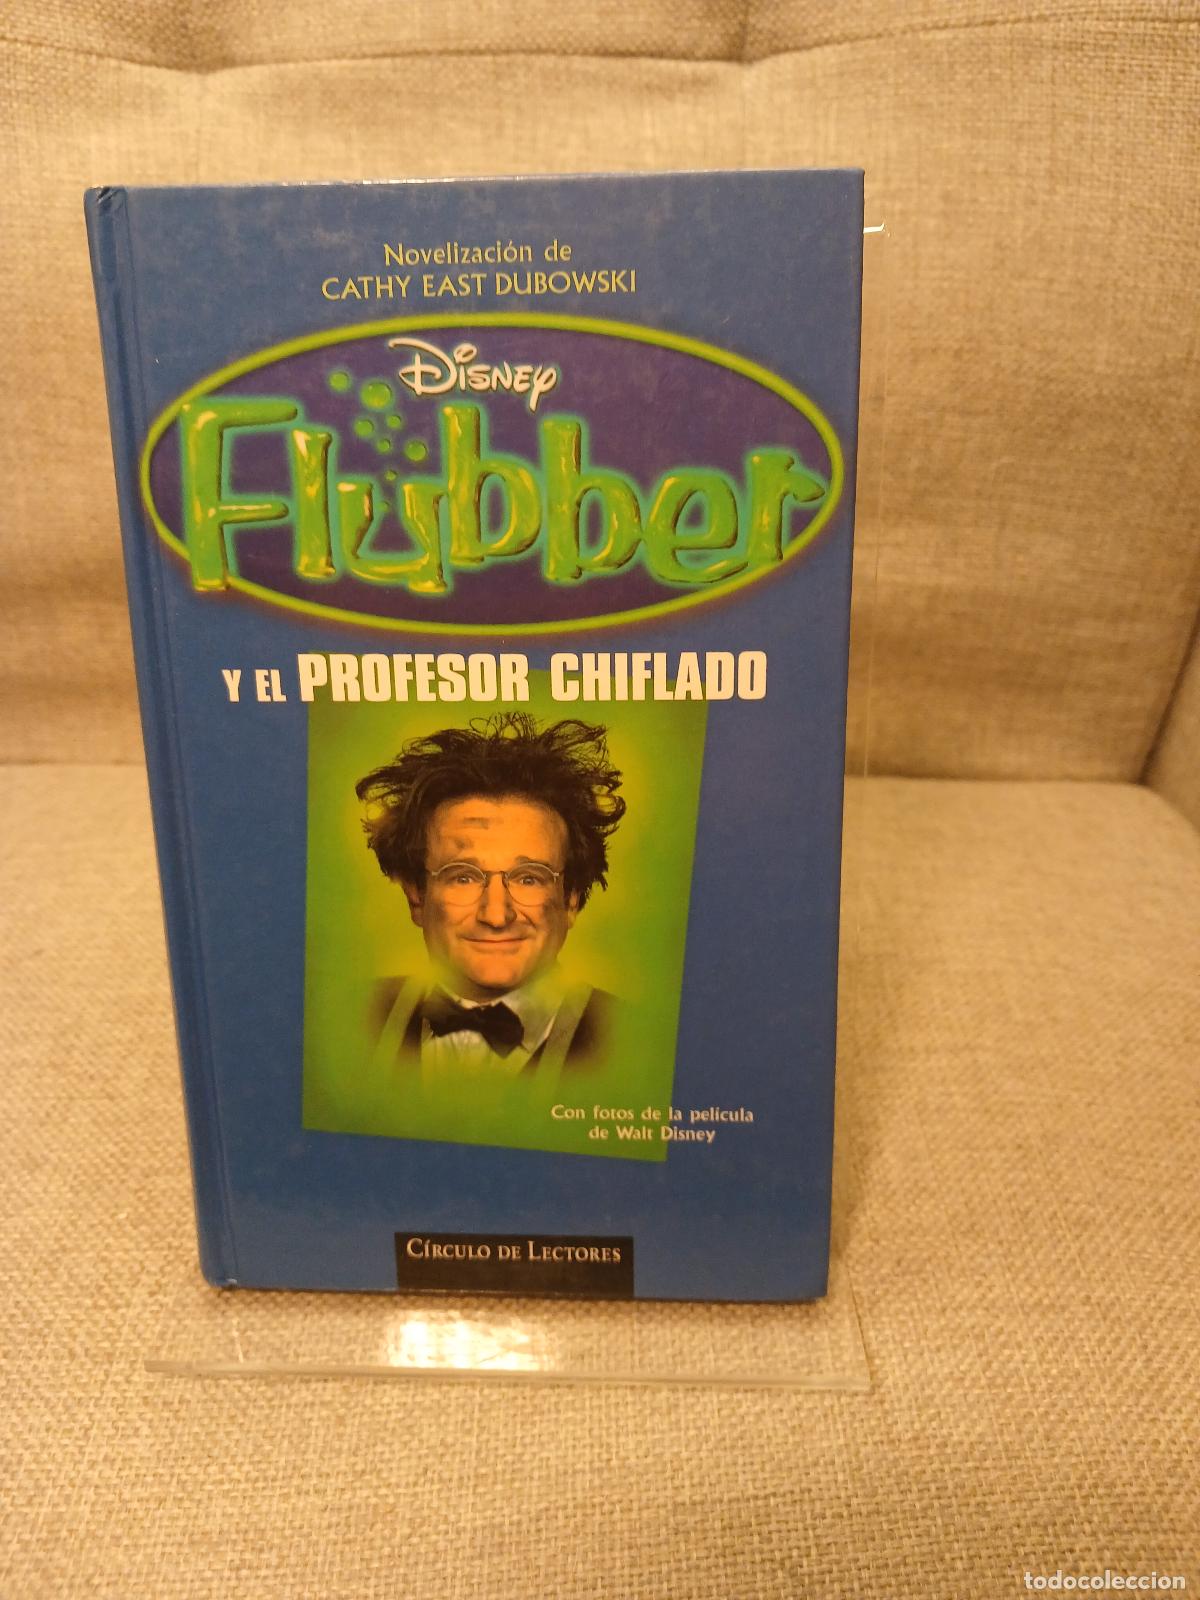 Novelización de
CATHY EAST DUBOWSKI
Disney
Flubber
Y EL PROFESOR CHIFLADO
Con fotos de la película
de Walt Disney
CÍRCULO DE LECTORES
todocoleccion